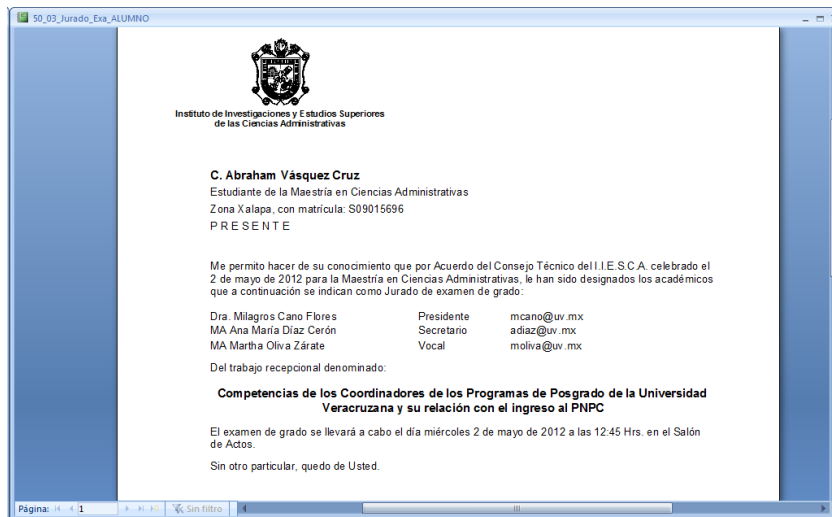 50_03_Jurado_Exa_ALUMNO
Instituto de Investigaciones y Estudios Superiores
de las Ciencias Administrativas
C. Abraham Vásquez Cruz
Estudiante de la Maestría en Ciencias Administrativas
Zona Xalapa, con matrícula: S09015696
P R E S E N T E
Me permito hacer de su conocimiento que por Acuerdo del Consejo Técnico del I.I.E.S.C.A. celebrado el
2 de mayo de 2012 para la Maestría en Ciencias Administrativas, le han sido designados los académicos
que a continuación se indican como Jurado de examen de grado:
Dra. Milagros Cano Flores Presidente mcano@uv.mx
MA Ana María Díaz Cerón Secretario adiaz@uv.mx
MA Martha Oliva Zárate Vocal moliva@uv.mx
Del trabajo recepcional denominado:
Competencias de los Coordinadores de los Programas de Posgrado de la Universidad
Veracruzana y su relación con el ingreso al PNPC
El examen de grado se llevará a cabo el día miércoles 2 de mayo de 2012 a las 12:45 Hrs. en el Salón
de Actos.
Sin otro particular, quedo de Usted.
Página: 1 Sin filtro